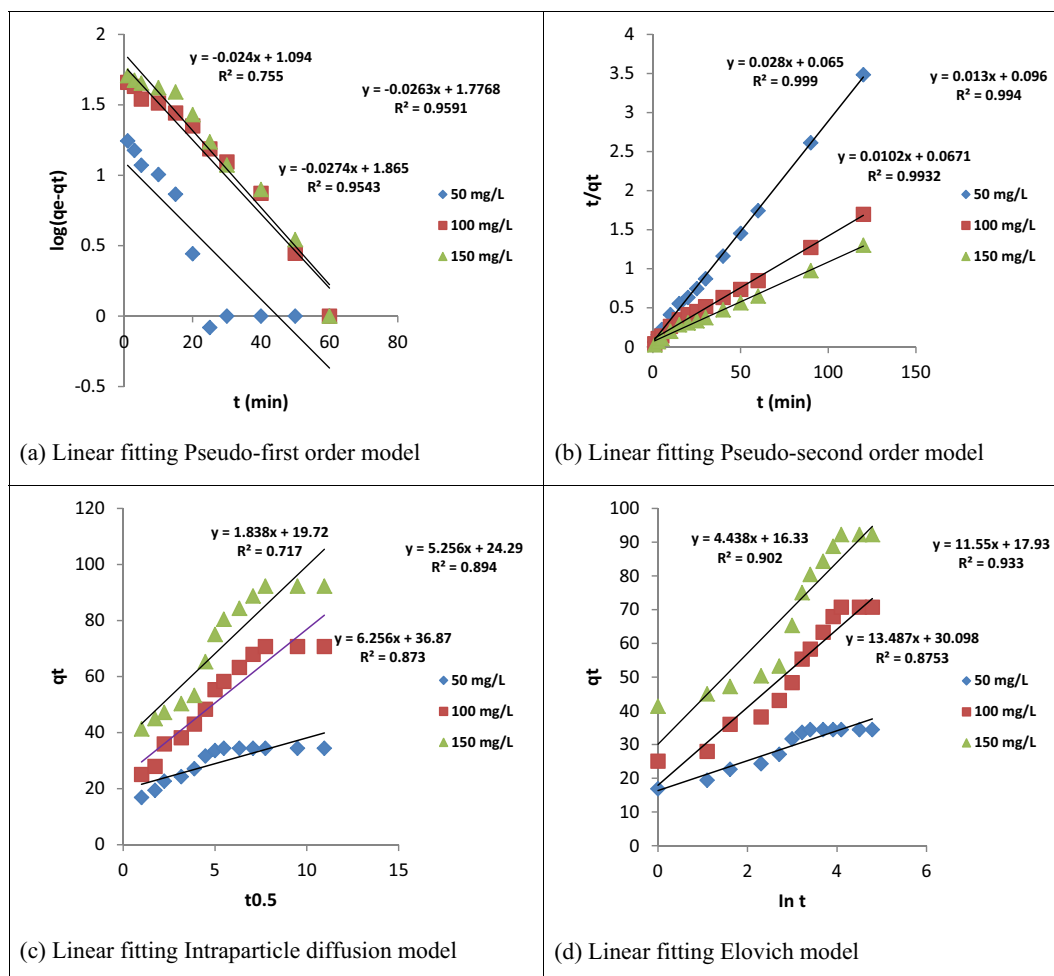 2
1.5
1
0.5
0
-0.5
0
20
40
60
80
log(qe-qt)
t (min)
y = -0.024x + 1.094
R² = 0.755
y = -0.0263x + 1.7768
R² = 0.9591
y = -0.0274x + 1.865
R² = 0.9543
50 mg/L
100 mg/L
150 mg/L
(a) Linear fitting Pseudo-first order model
4
3.5
3
2.5
2
1.5
1
0.5
0
0
50
100
150
t/qt
t (min)
y = 0.028x + 0.065
R² = 0.999
y = 0.013x + 0.096
R² = 0.994
y = 0.0102x + 0.0671
R² = 0.9932
50 mg/L
100 mg/L
150 mg/L
(b) Linear fitting Pseudo-second order model
120
100
80
60
40
20
0
0
5
10
15
qt
t0.5
y = 1.838x + 19.72
R² = 0.717
y = 5.256x + 24.29
R² = 0.894
y = 6.256x + 36.87
R² = 0.873
50 mg/L
100 mg/L
150 mg/L
(c) Linear fitting Intraparticle diffusion model
100
90
80
70
60
50
40
30
20
10
0
0
2
4
6
qt
ln t
y = 4.438x + 16.33
R² = 0.902
y = 11.55x + 17.93
R² = 0.933
y = 13.487x + 30.098
R² = 0.8753
50 mg/L
100 mg/L
150 mg/L
(d) Linear fitting Elovich model